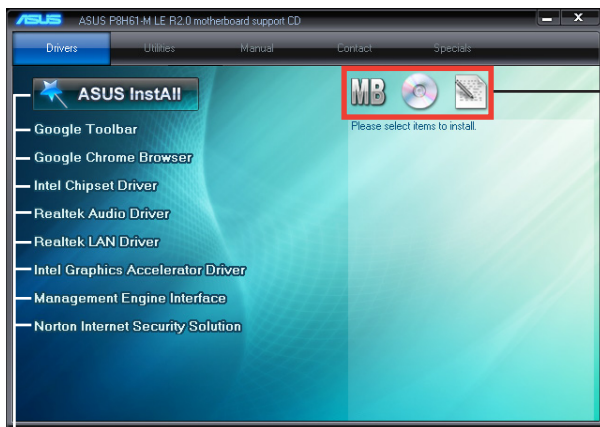 ASUS ASUS P8H61-M LE R2.0 motherboard support CD
Drivers Utilities Manual Contact Specials
ASUS InstAll
MB
Please select items to install.
Google Toolbar
Google Chrome Browser
Intel Chipset Driver
Realtek Audio Driver
Realtek LAN Driver
Intel Graphics Accelerator Driver
Management Engine Interface
Norton Internet Security Solution